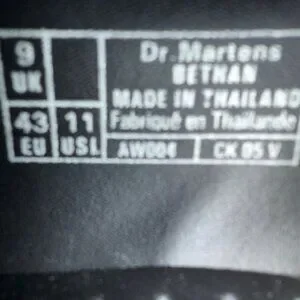 9
UK
43
EU
11
USL
Dr. Martens
BETHAN
MADE IN THAILAND
Fabriqué en Thaïlande
AW004
CK 05 V